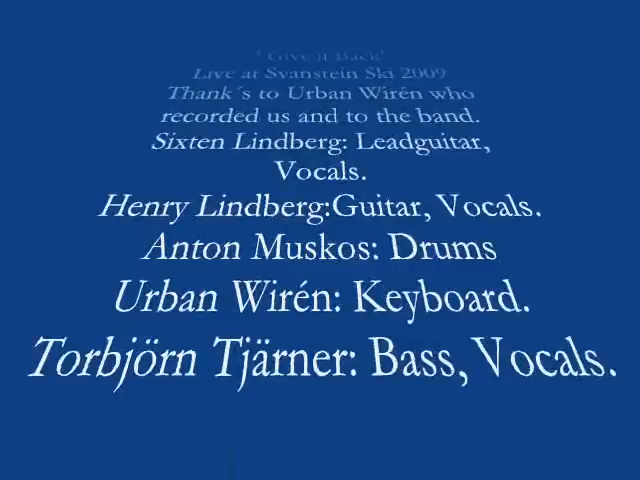 ' Give it Back'
Live at Svanstein Ski 2009
Thank´s to Urban Wirén who
recorded us and to the band.
Sixten Lindberg: Leadguitar,
Vocals.
Henry Lindberg:Guitar, Vocals.
Anton Muskos: Drums
Urban Wirén: Keyboard.
Torbjörn Tjärner: Bass, Vocals.